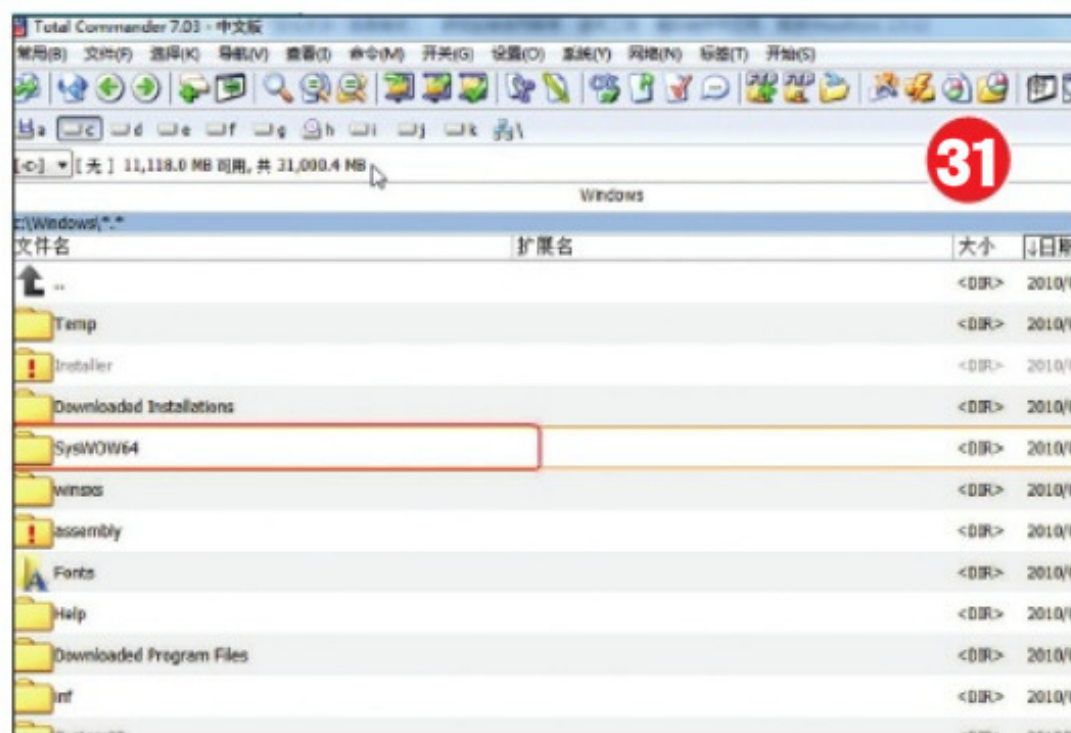 Total Commander 7.03 - 中文版
常用(B) 文件(F) 选择(K) 导航(V) 查看(I) 命令(M) 开关(G) 设置(O) 系统(Y) 网络(N) 标签(T) 开始(S)
a c d e f g h i j k \
[-c-] [无] 11,118.0 MB 可用, 共 31,000.4 MB
31
Windows
c:\Windows\*.*
文件名 扩展名 大小 ↓日期
.. <DIR> 2010/
Temp <DIR> 2010/
Installer <DIR> 2010/
Downloaded Installations <DIR> 2010/
SysWOW64 <DIR> 2010/
winsxs <DIR> 2010/
assembly <DIR> 2010/
Fonts <DIR> 2010/
Help <DIR> 2010/
Downloaded Program Files <DIR> 2010/
inf <DIR> 2010/